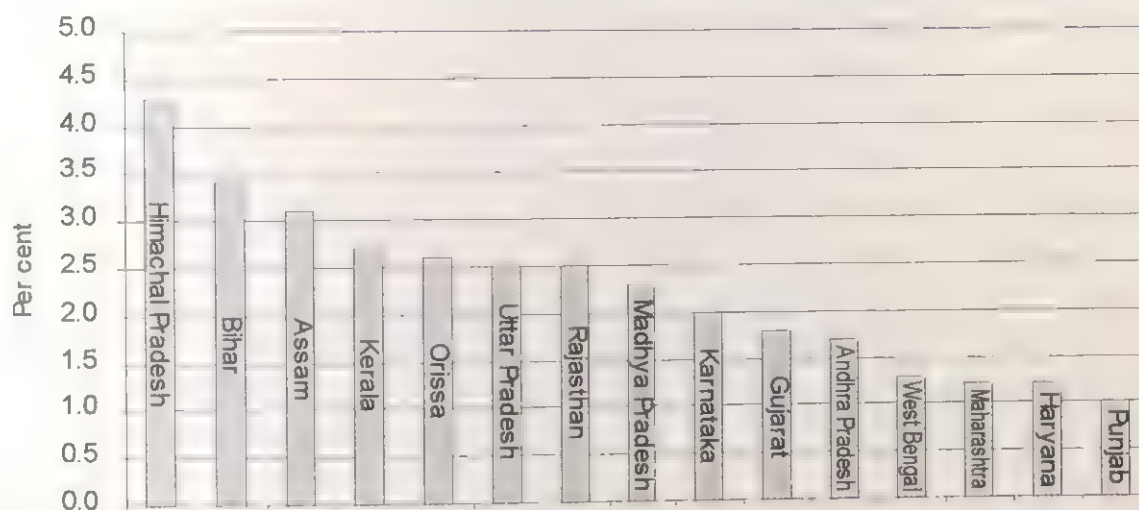 5.0
4.5
4.0
3.5
3.0
2.5
2.0
1.5
1.0
0.5
0.0
Per cent
Himachal Pradesh
Bihar
Assam
Kerala
Orissa
Uttar Pradesh
Rajasthan
Madhya Pradesh
Karnataka
Gujarat
Andhra Pradesh
West Bengal
Maharashtra
Haryana
Punjab